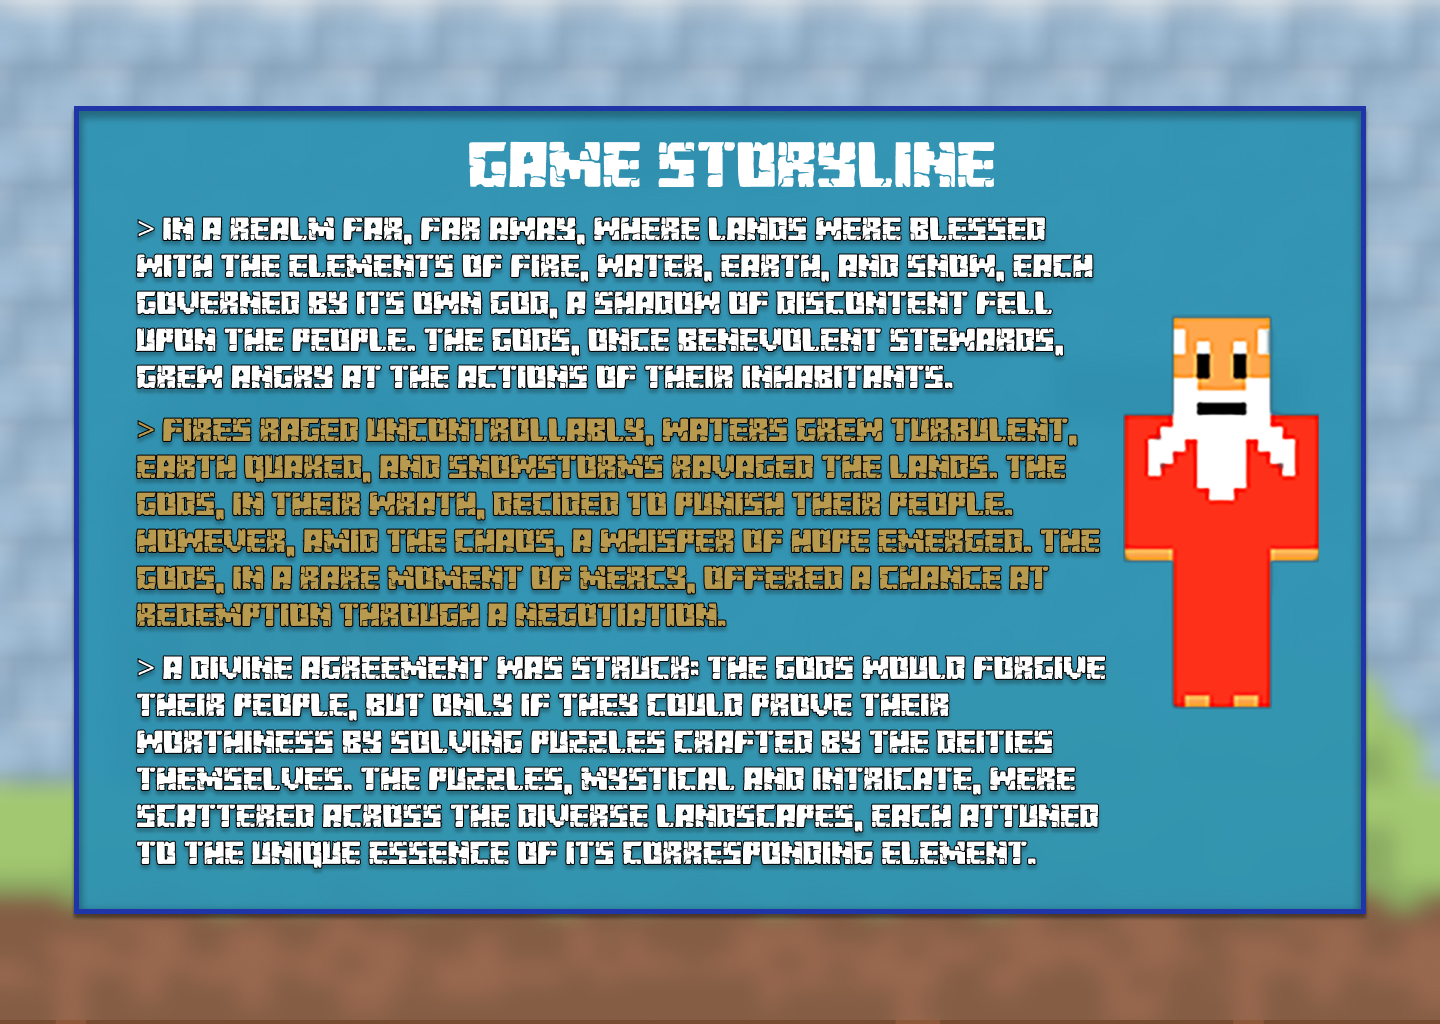 GAME STORYLINE
> IN A REALM FAR, FAR AWAY, WHERE LANDS WERE BLESSED
WITH THE ELEMENTS OF FIRE, WATER, EARTH, AND SNOW, EACH
GOVERNED BY ITS OWN GOD, A SHADOW OF DISCONTENT FELL
UPON THE PEOPLE. THE GODS, ONCE BENEVOLENT STEWARDS,
GREW ANGRY AT THE ACTIONS OF THEIR INHABITANTS.
> FIRES RAGED UNCONTROLLABLY, WATERS GREW TURBULENT,
EARTH QUAKED, AND SNOWSTORMS RAVAGED THE LANDS. THE
GODS, IN THEIR WRATH, DECIDED TO PUNISH THEIR PEOPLE.
HOWEVER, AMID THE CHAOS, A WHISPER OF HOPE EMERGED. THE
GODS, IN A RARE MOMENT OF MERCY, OFFERED A CHANCE AT
REDEMPTION THROUGH A NEGOTIATION.
> A DIVINE AGREEMENT WAS STRUCK: THE GODS WOULD FORGIVE
THEIR PEOPLE, BUT ONLY IF THEY COULD PROVE THEIR
WORTHINESS BY SOLVING PUZZLES CRAFTED BY THE DEITIES
THEMSELVES. THE PUZZLES, MYSTICAL AND INTRICATE, WERE
SCATTERED ACROSS THE DIVERSE LANDSCAPES, EACH ATTUNED
TO THE UNIQUE ESSENCE OF ITS CORRESPONDING ELEMENT.